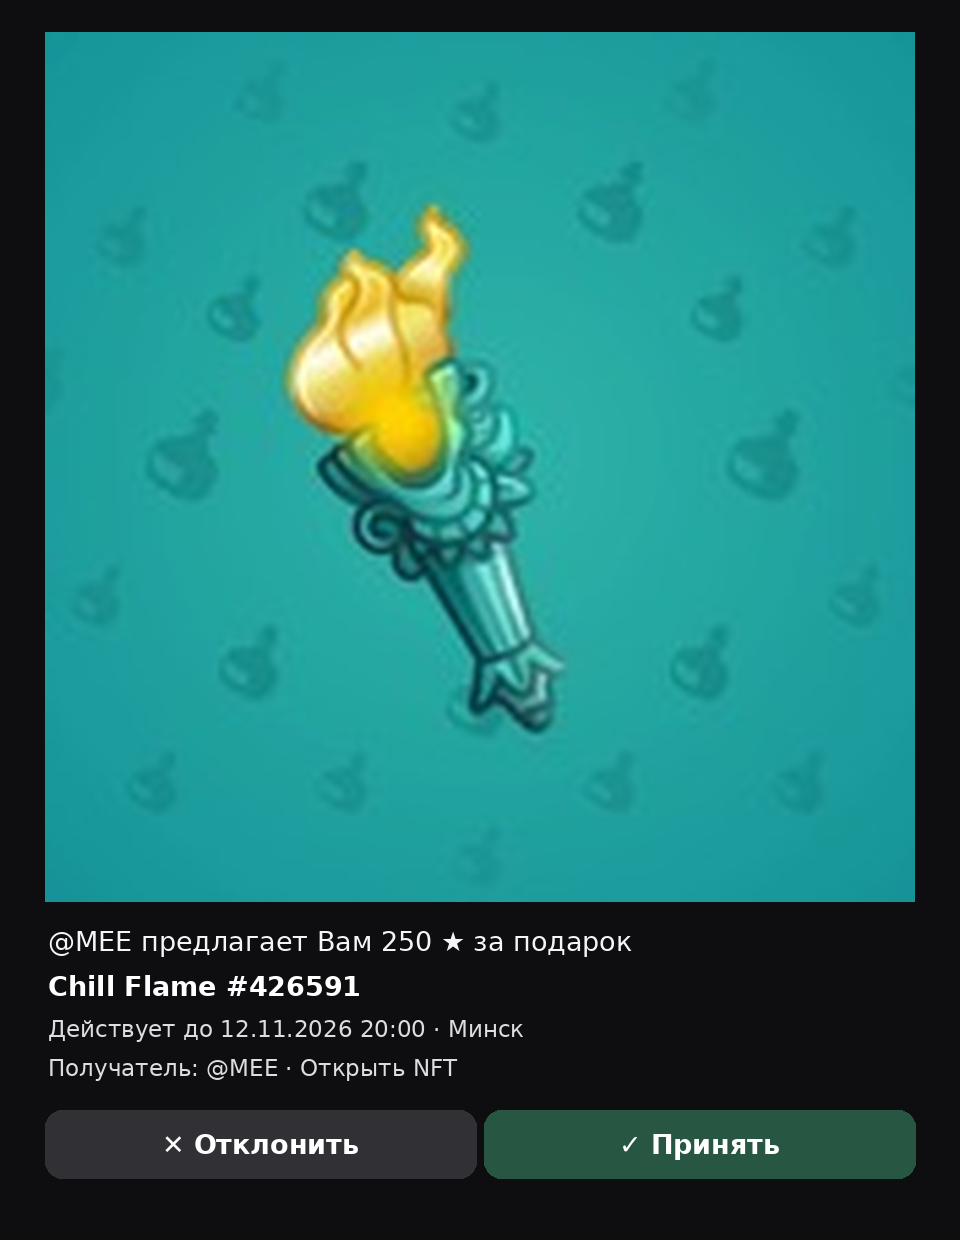 @MEE предлагает Вам 250 ★ за подарок
Chill Flame #426591
Действует до 12.11.2026 20:00 · Минск
Получатель: @MEE · Открыть NFT
✕ Отклонить
✓ Принять